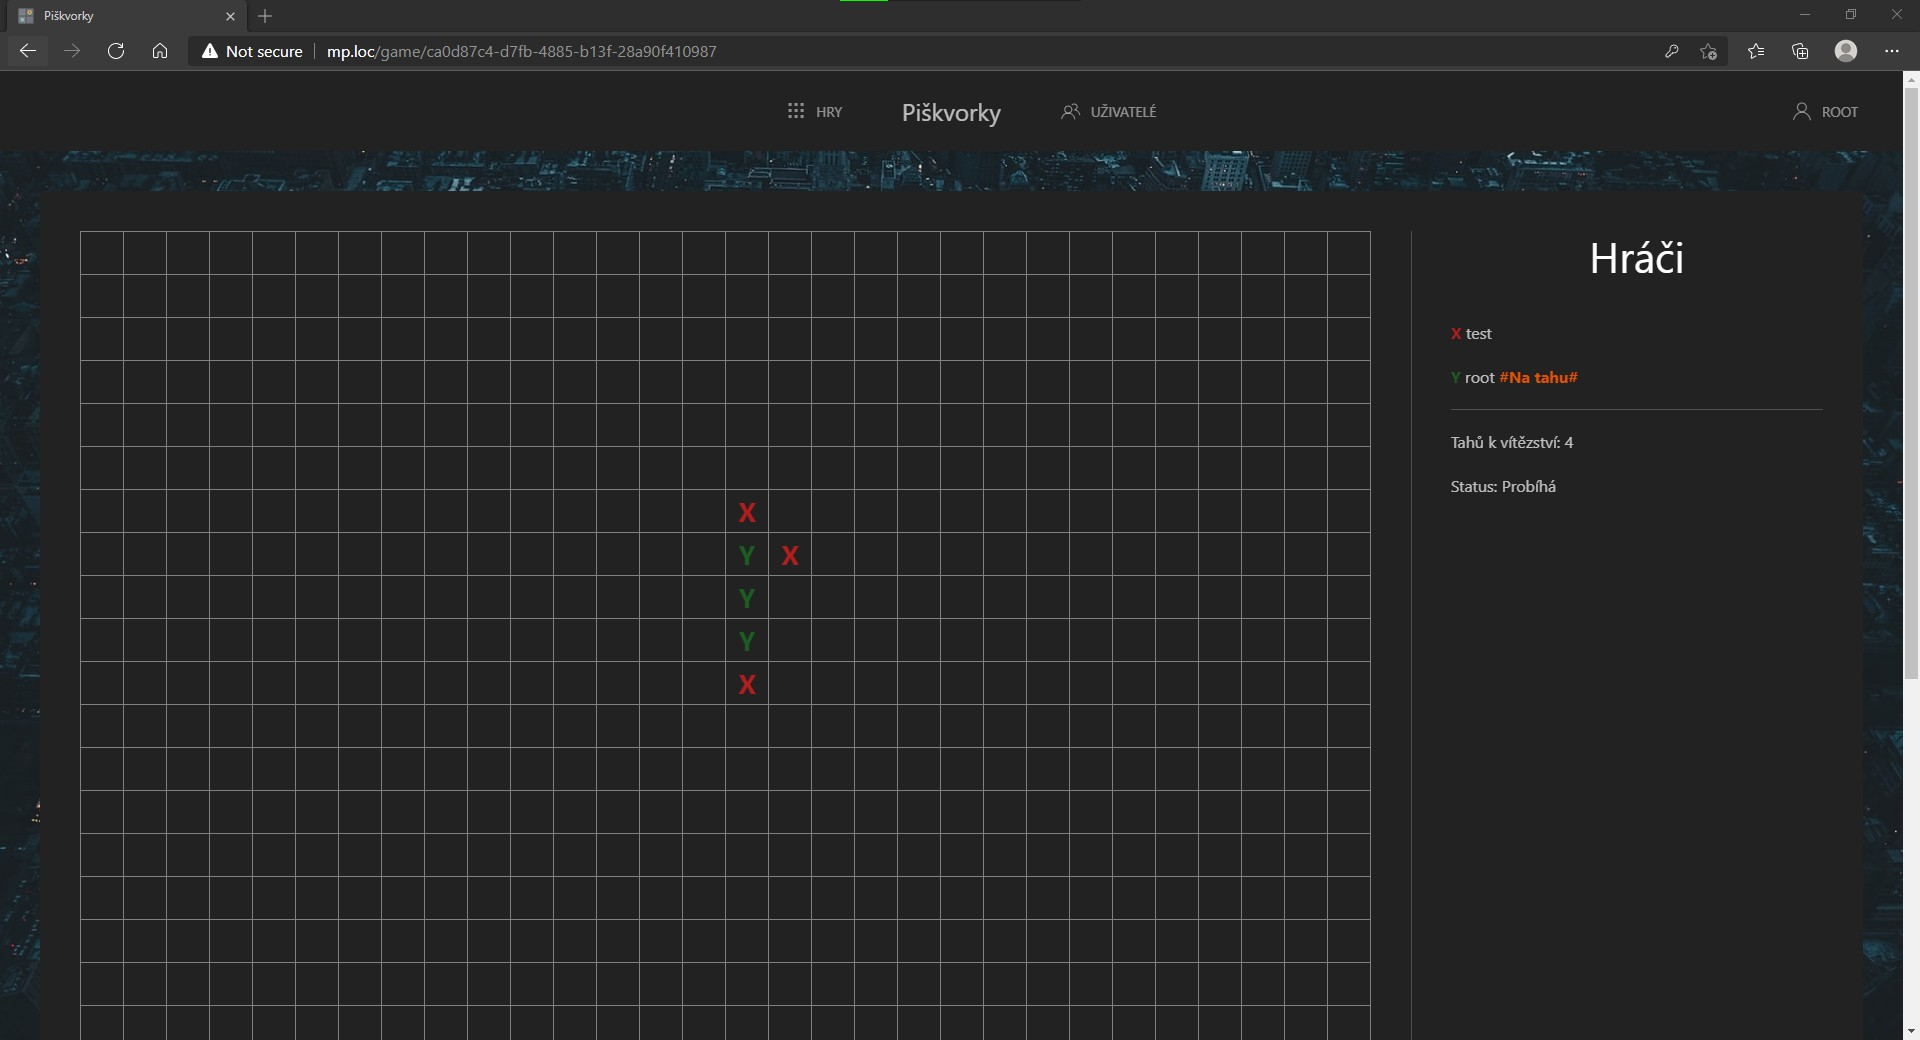 Piškvorky
Not secure
mp.loc/game/ca0d87c4-d7fb-4885-b13f-28a90f410987
HRY
Piškvorky
UŽIVATELÉ
ROOT
Hráči
X test
Y root #Na tahu#
Tahů k vítězství: 4
Status: Probíhá
X
Y X
Y
Y
X